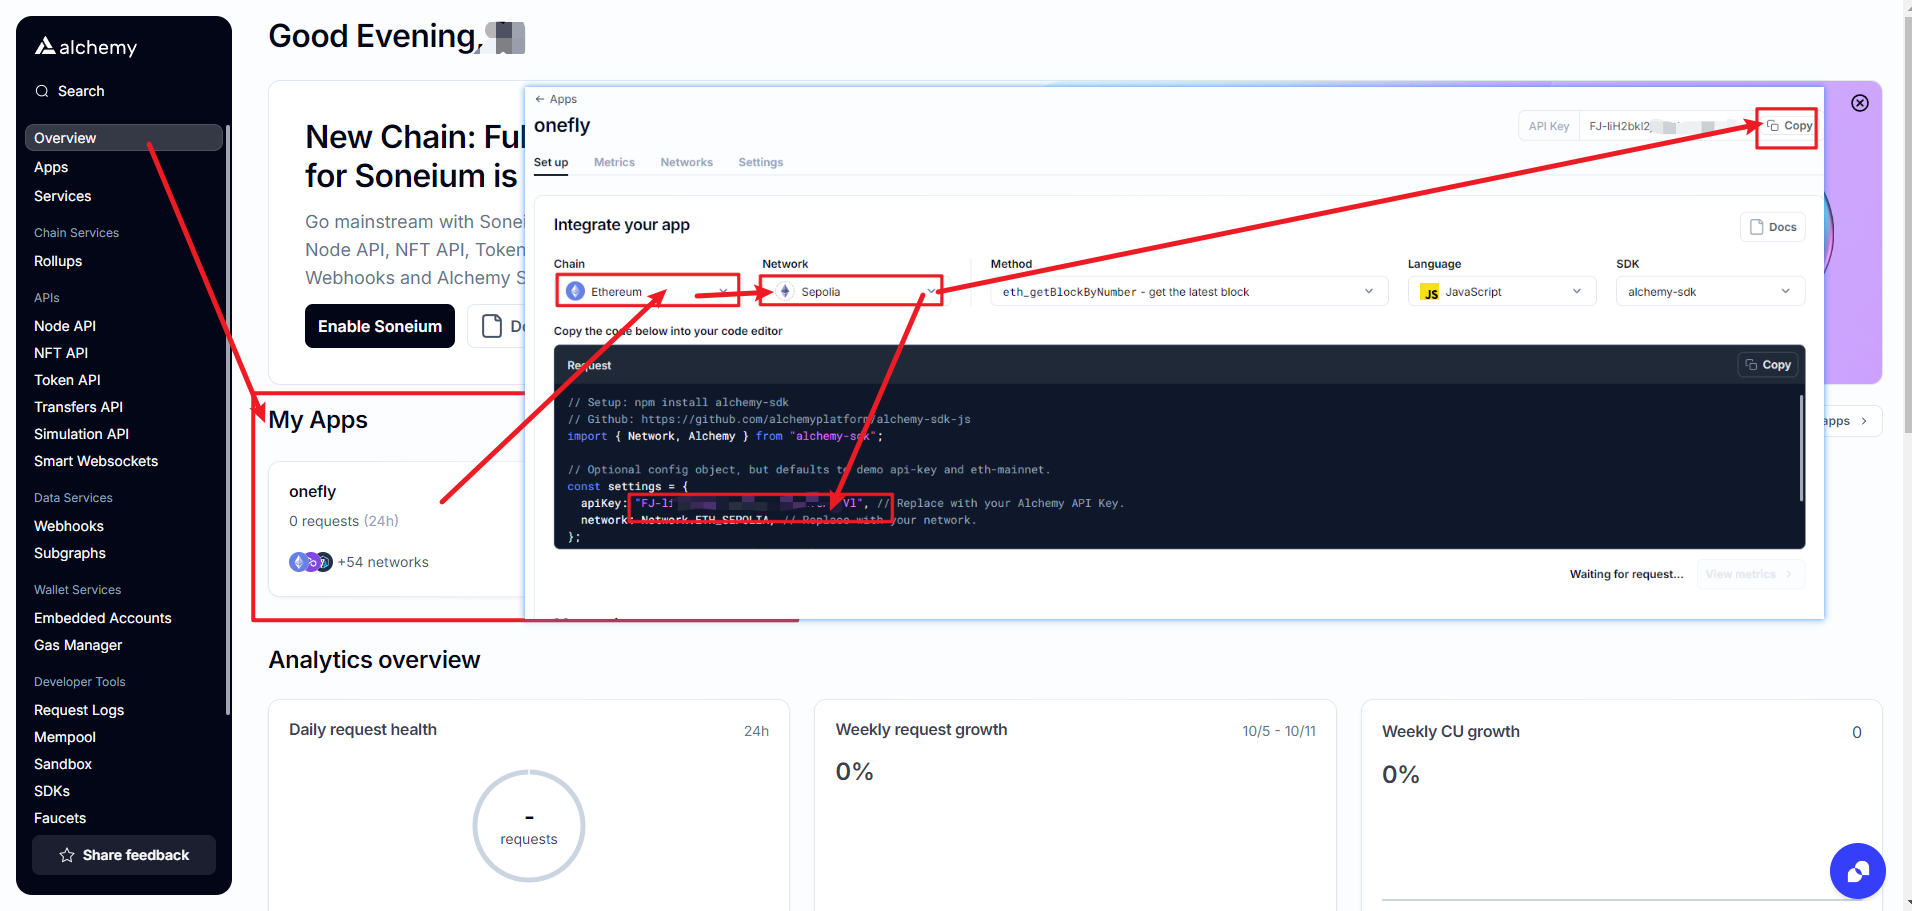 alchemy
Search
Overview
Apps
Services
Chain Services
Rollups
APIs
Node API
NFT API
Token API
Transfers API
Simulation API
Smart Websockets
Data Services
Webhooks
Subgraphs
Wallet Services
Embedded Accounts
Gas Manager
Developer Tools
Request Logs
Mempool
Sandbox
SDKs
Faucets
Share feedback
Good Evening,
New Chain: Ful
for Soneium is
Go mainstream with Sonei
Node API, NFT API, Token
Webhooks and Alchemy S
Enable Soneium
Do
← Apps
onefly
API Key
Copy
Set up
Metrics
Networks
Settings
Integrate your app
Docs
Chain
Network
Method
Language
SDK
Ethereum
Sepolia
eth_getBlockByNumber - get the latest block
JS JavaScript
alchemy-sdk
Copy the code below into your code editor
Request
Copy
// Setup: npm install alchemy-sdk
// Github: https://github.com/alchemyplatform/alchemy-sdk-js
import { Network, Alchemy } from "alchemy-sdk";
// Optional config object, but defaults to demo api-key and eth-mainnet.
const settings = {
apiKey: // Replace with your Alchemy API Key.
network: Network.ETH_SEPOLIA, // Replace with your network.
};
Waiting for request...
View metrics
My Apps
apps
onefly
0 requests (24h)
+54 networks
Analytics overview
Daily request health
24h
-
requests
Weekly request growth
10/5 - 10/11
0%
Weekly CU growth
0
0%